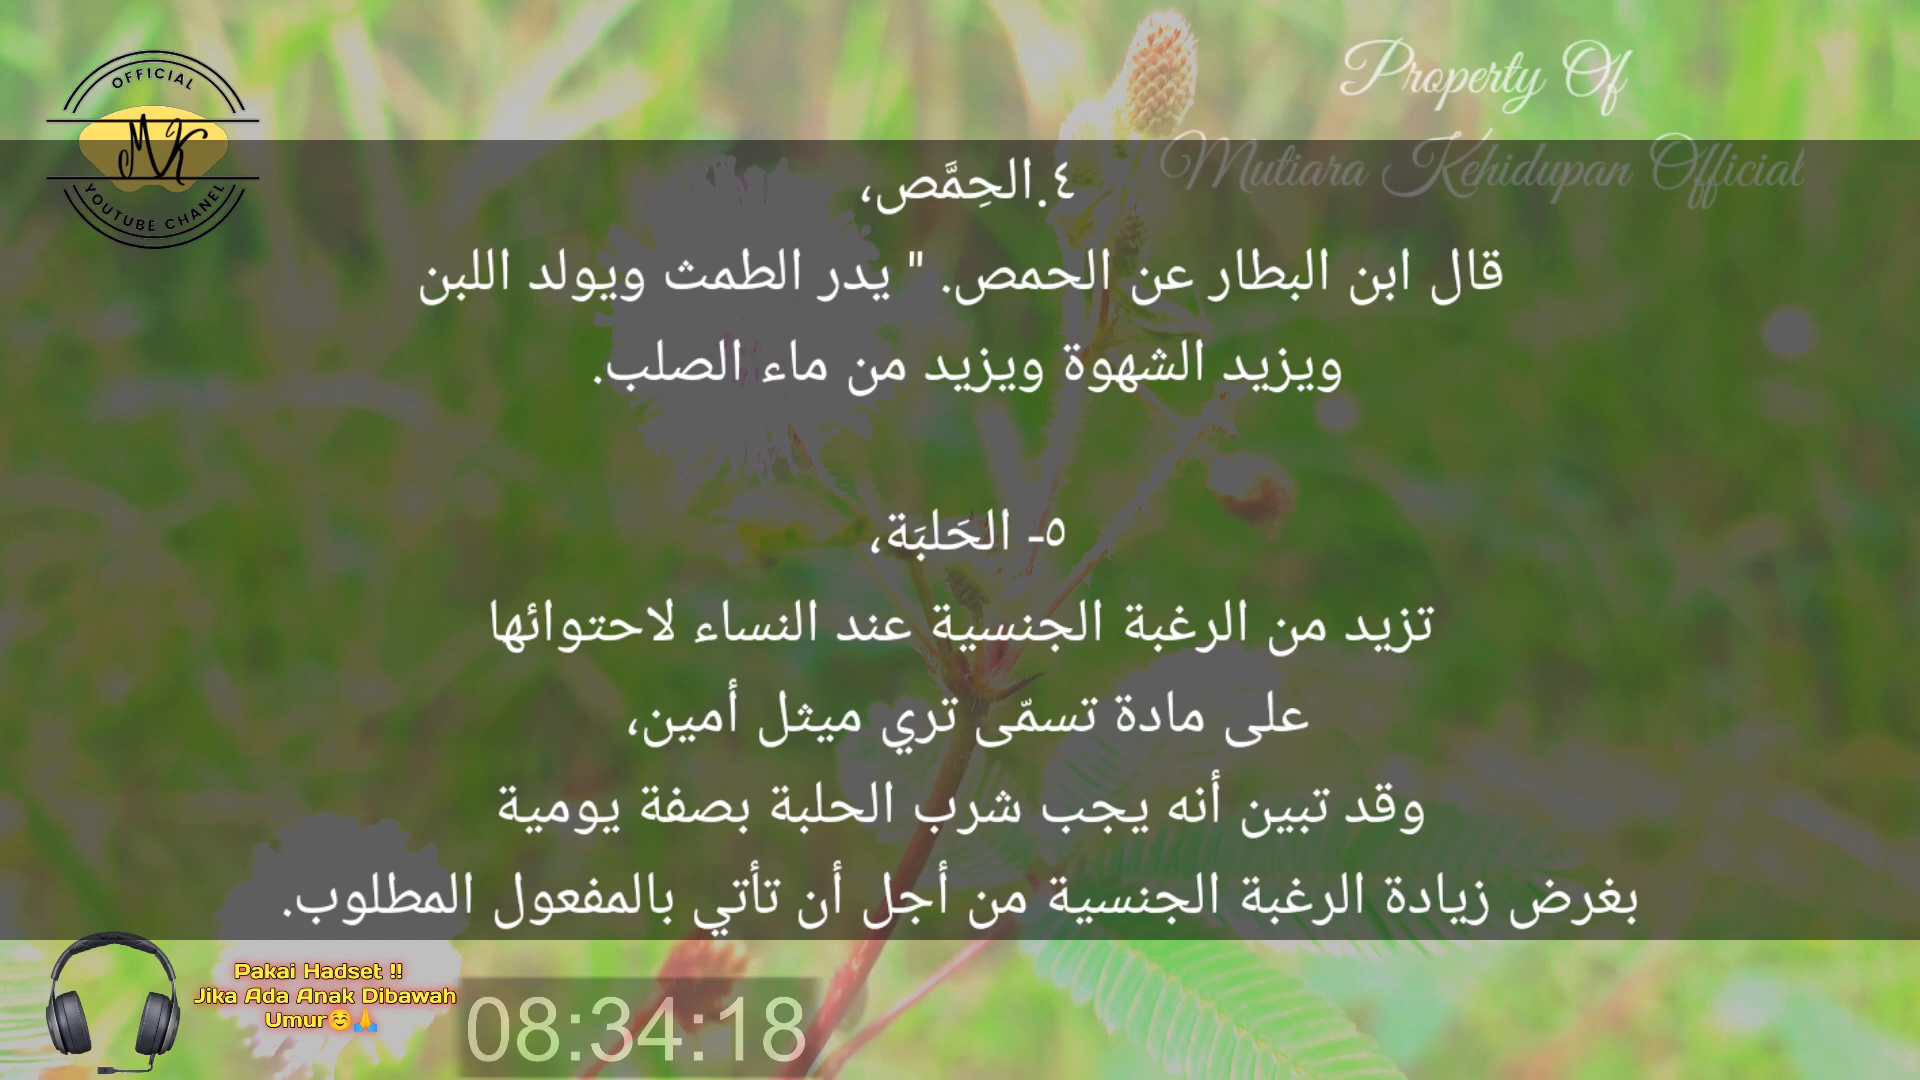 OFFICIAL
MK
YOUTUBE CHANEL
Property Of
Mutiara Kehidupan Official
٤.الحِمَّص،
قال ابن البطار عن الحمص. " يدر الطمث ويولد اللبن
ويزيد الشهوة ويزيد من ماء الصلب.
٥- الحَلبَة،
تزيد من الرغبة الجنسية عند النساء لاحتوائها
على مادة تسمّى تري ميثل أمين،
وقد تبين أنه يجب شرب الحلبة بصفة يومية
بغرض زيادة الرغبة الجنسية من أجل أن تأتي بالمفعول المطلوب.
Pakai Hadset !!
Jika Ada Anak Dibawah
Umur☺️🙏
08:34:18